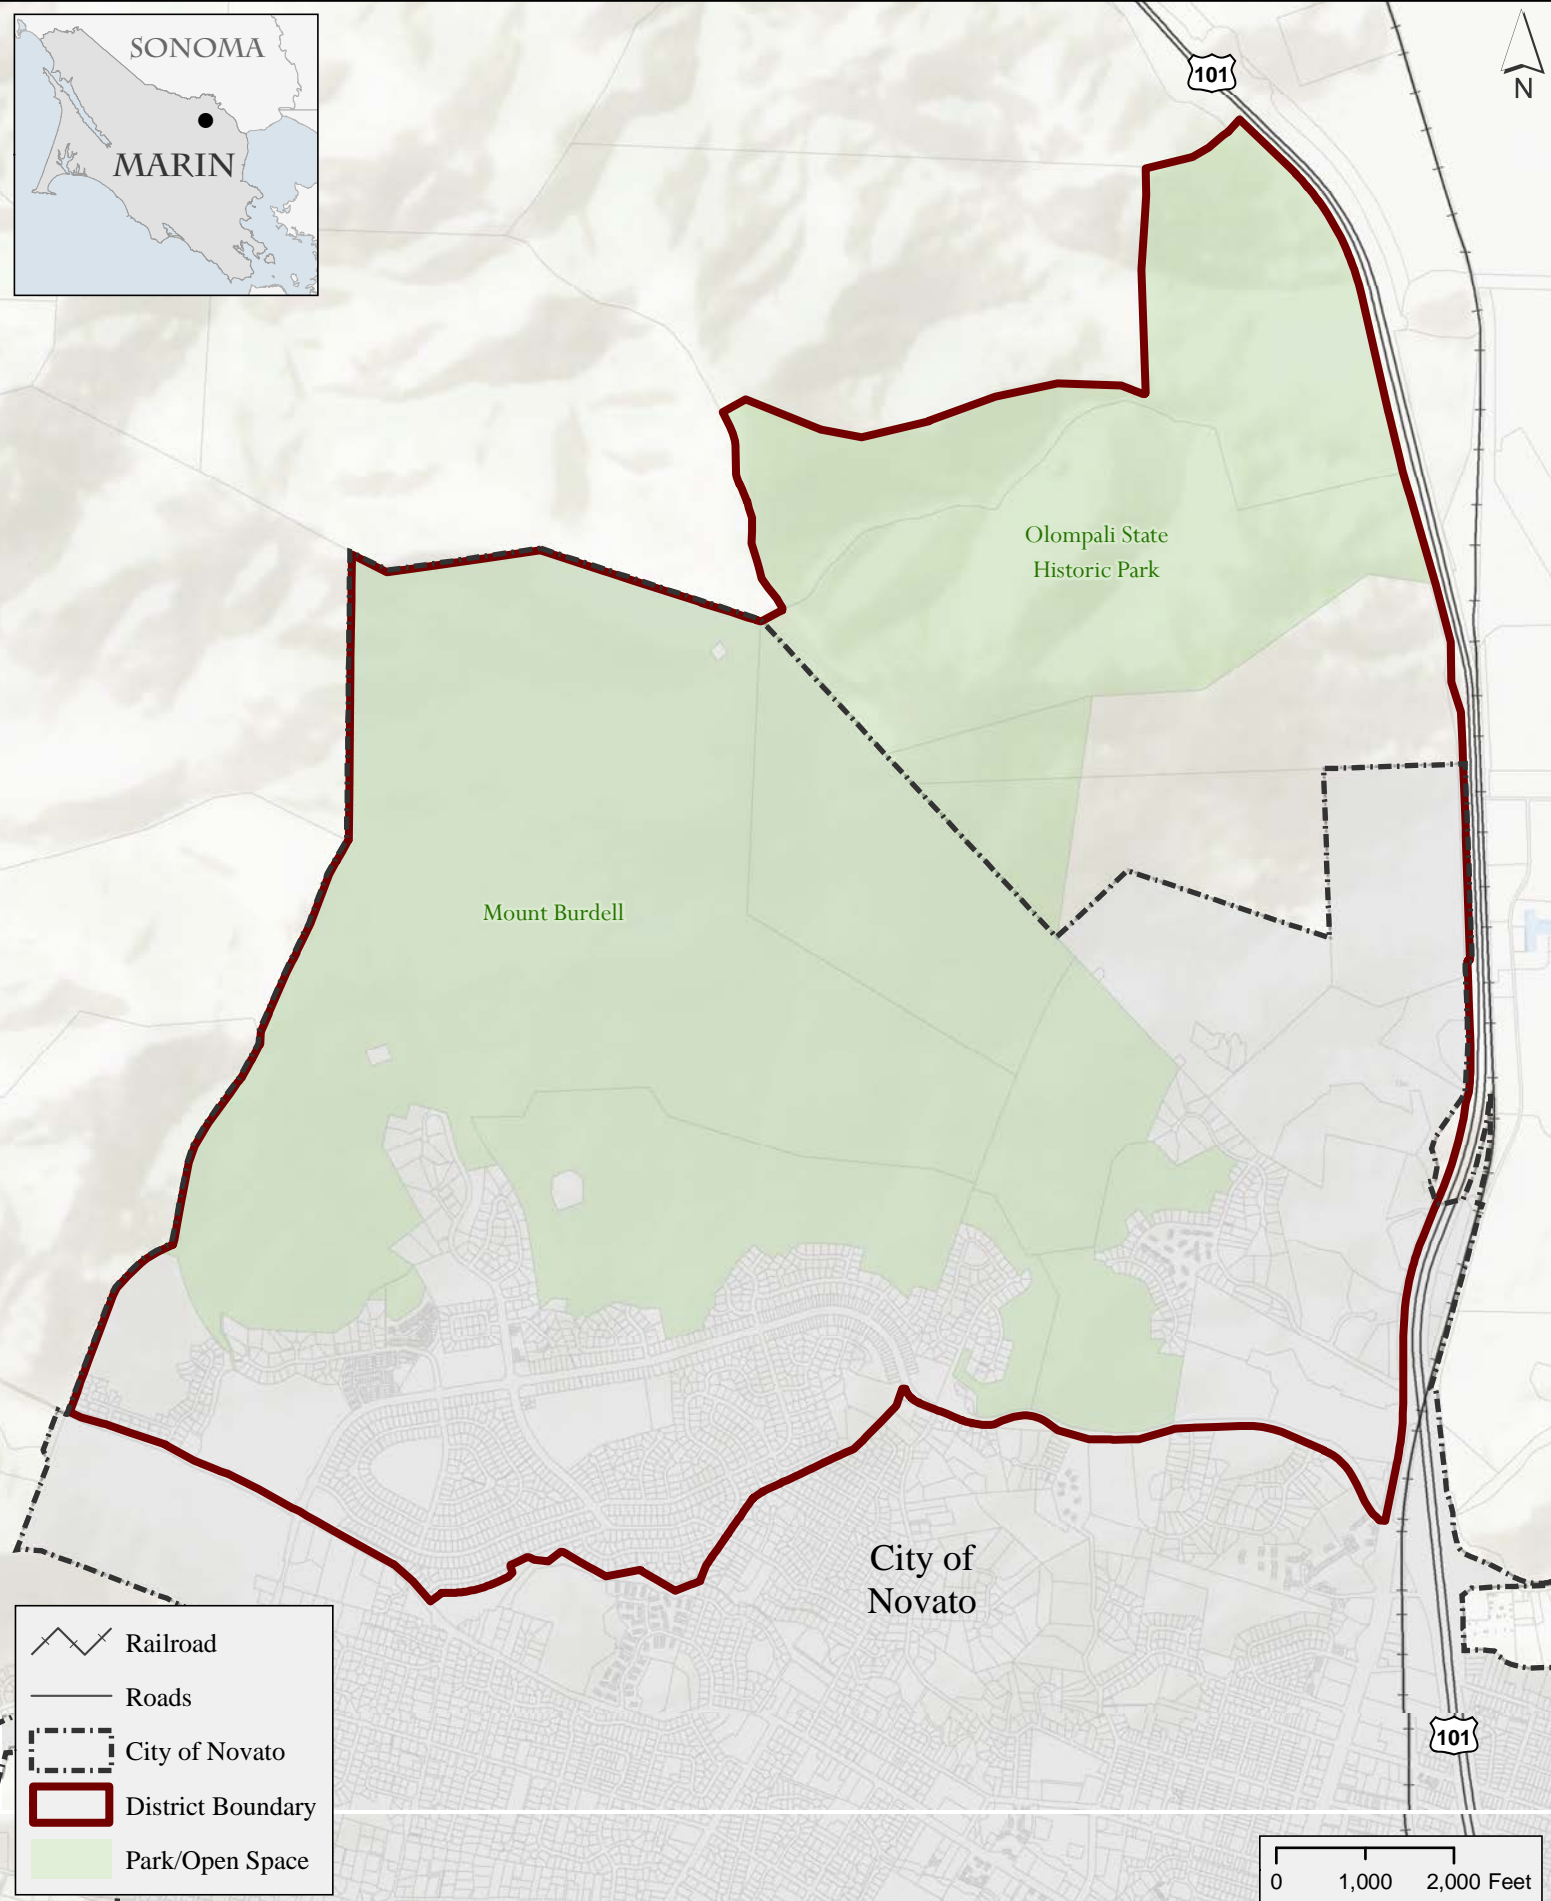 SONOMA
MARIN
101
N
Olompali State
Historic Park
Mount Burdell
City of
Novato
Railroad
Roads
City of Novato
District Boundary
Park/Open Space
101
0 1,000 2,000 Feet